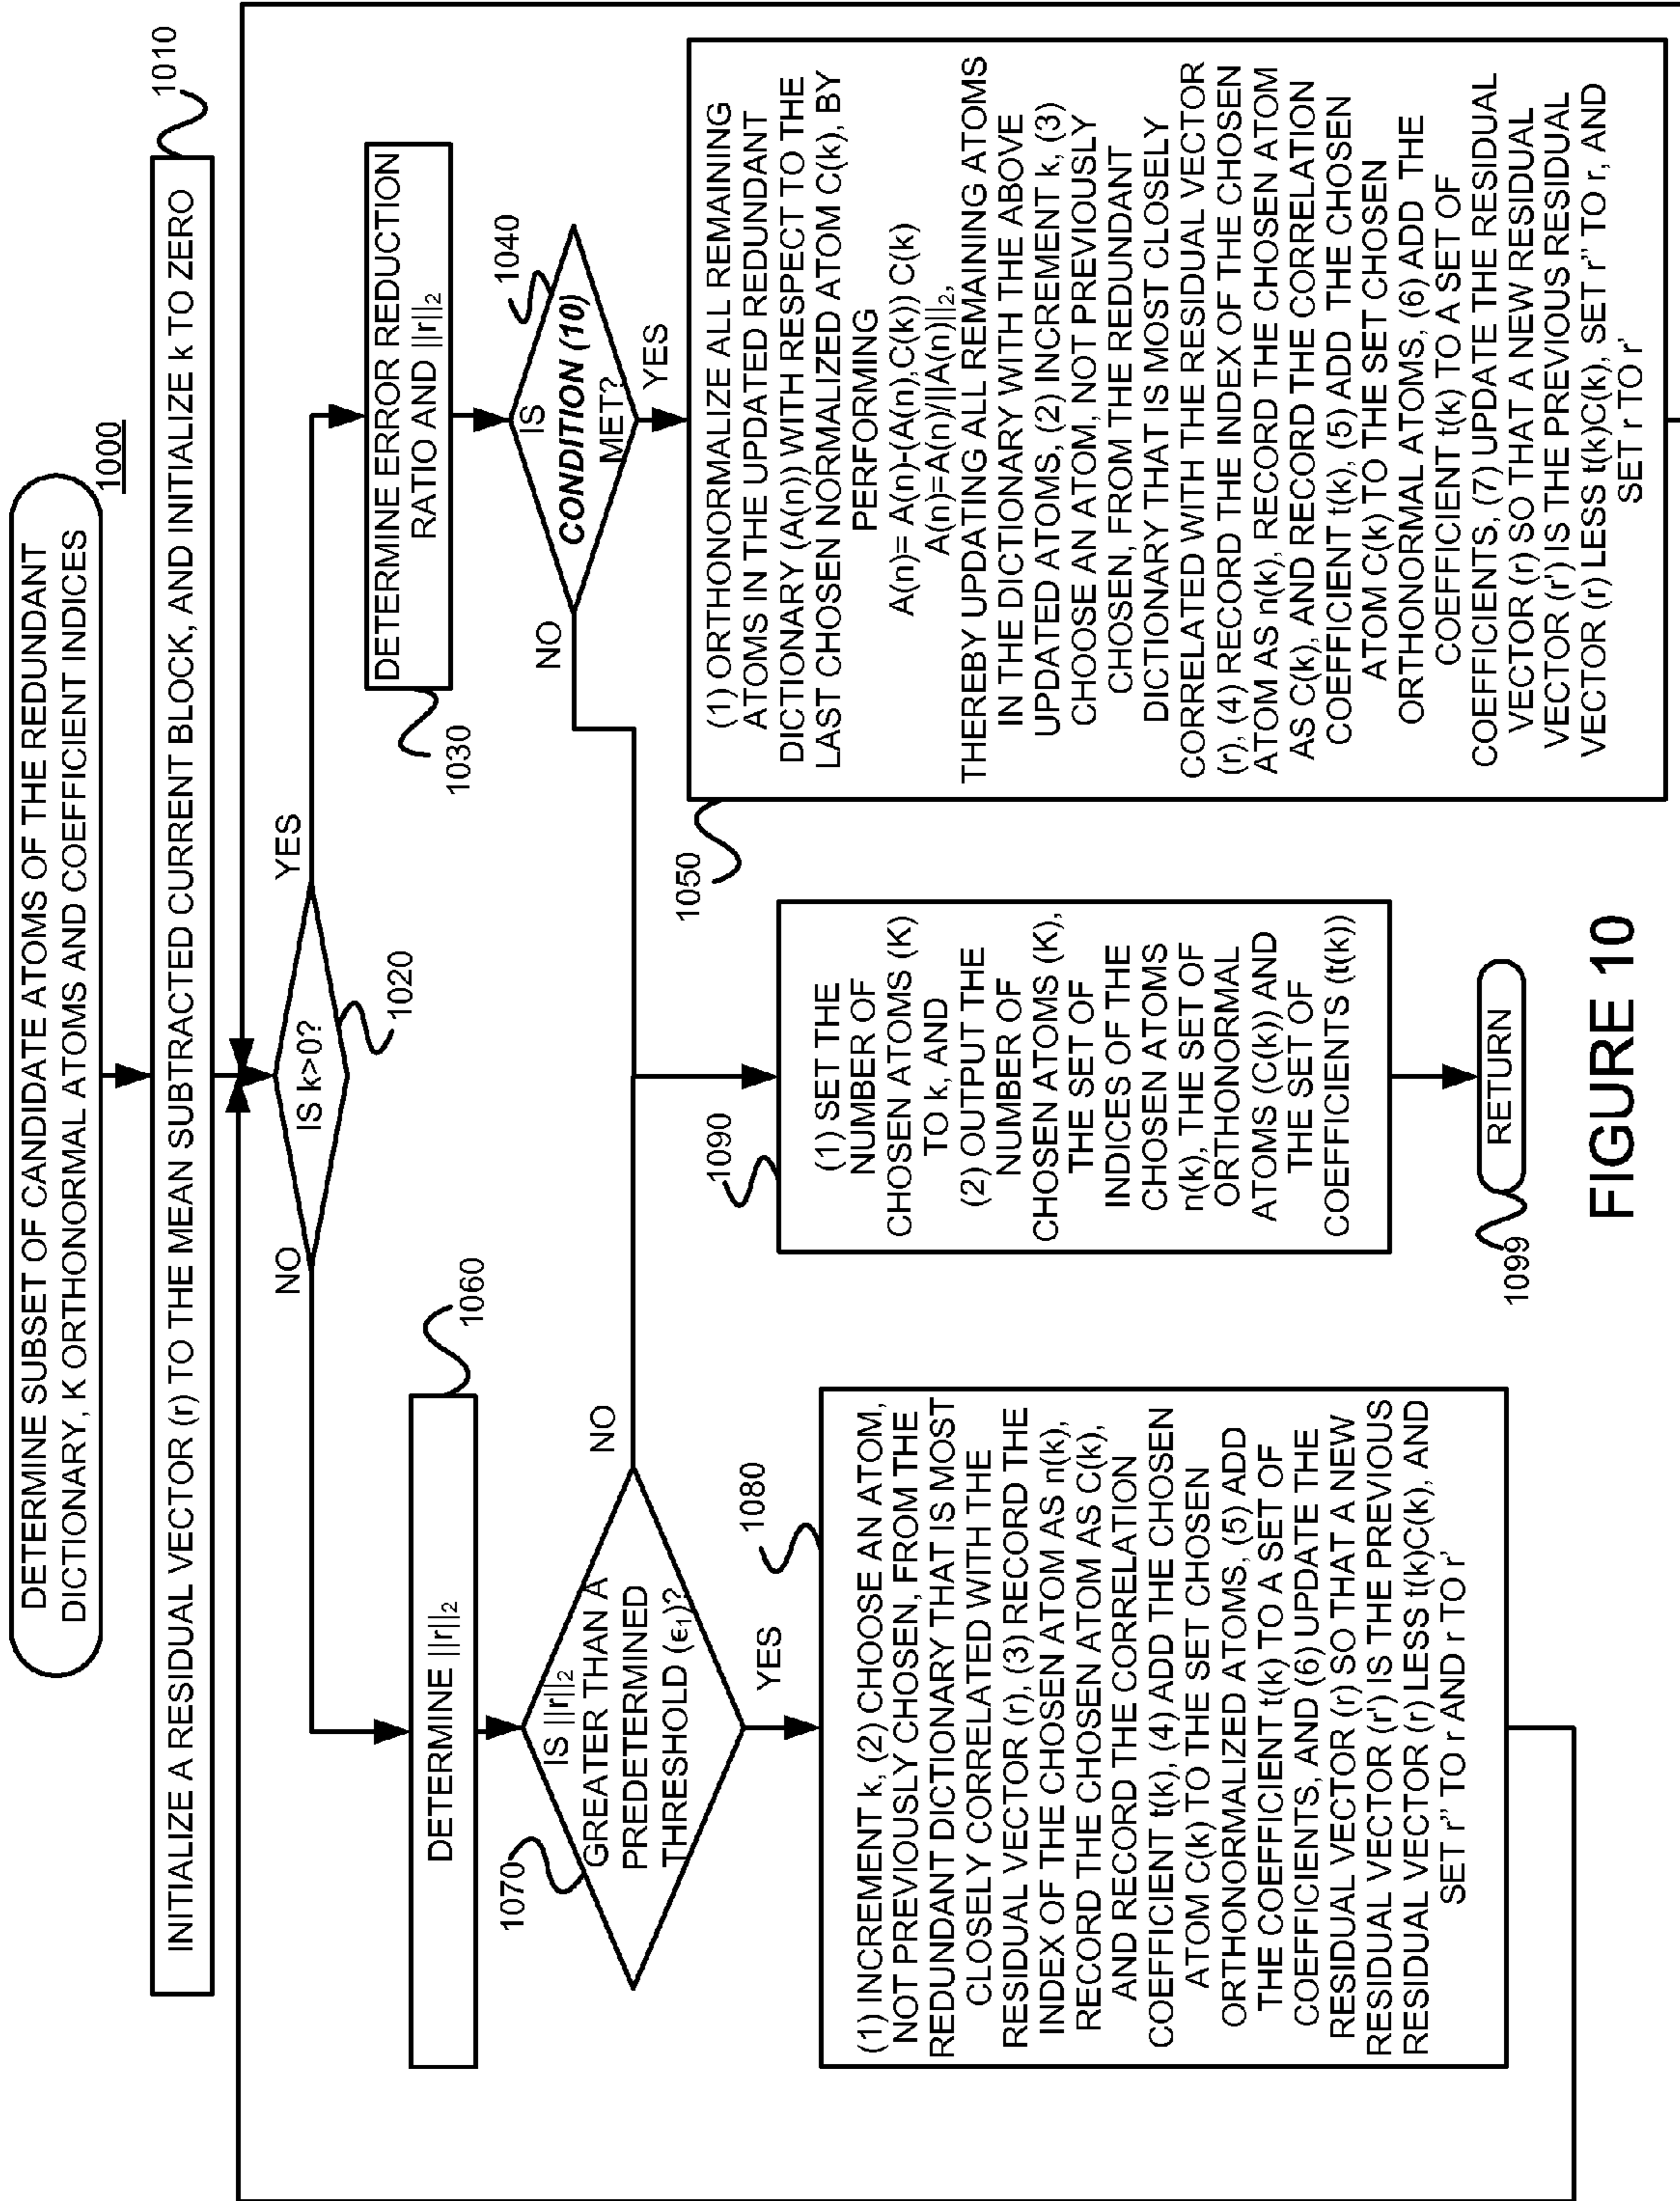 DETERMINE SUBSET OF CANDIDATE ATOMS OF THE REDUNDANT
DICTIONARY, K ORTHONORMAL ATOMS AND COEFFICIENT INDICES
1000
INITIALIZE A RESIDUAL VECTOR (r) TO THE MEAN SUBTRACTED CURRENT BLOCK, AND INITIALIZE k TO ZERO
1010
IS k>0?
1020
NO
YES
DETERMINE ||r||₂
1060
DETERMINE ERROR REDUCTION
RATIO AND ||r||₂
1030
IS ||r||₂
GREATER THAN A
PREDETERMINED
THRESHOLD (ϵ₁)?
1070
NO
YES
IS
CONDITION (10)
MET?
1040
NO
YES
(1) INCREMENT k, (2) CHOOSE AN ATOM,
NOT PREVIOUSLY CHOSEN, FROM THE
REDUNDANT DICTIONARY THAT IS MOST
CLOSELY CORRELATED WITH THE
RESIDUAL VECTOR (r), (3) RECORD THE
INDEX OF THE CHOSEN ATOM AS n(k),
RECORD THE CHOSEN ATOM AS C(k),
AND RECORD THE CORRELATION
COEFFICIENT t(k), (4) ADD THE CHOSEN
ATOM C(k) TO THE SET CHOSEN
ORTHONORMALIZED ATOMS, (5) ADD
THE COEFFICIENT t(k) TO A SET OF
COEFFICIENTS, AND (6) UPDATE THE
RESIDUAL VECTOR (r) SO THAT A NEW
RESIDUAL VECTOR (r') IS THE PREVIOUS
RESIDUAL VECTOR (r) LESS t(k)C(k), AND
SET r'' TO r AND r TO r'
1080
(1) SET THE
NUMBER OF
CHOSEN ATOMS (K)
TO k, AND
(2) OUTPUT THE
NUMBER OF
CHOSEN ATOMS (K),
THE SET OF
INDICES OF THE
CHOSEN ATOMS
n(k), THE SET OF
ORTHONORMAL
ATOMS (C(k)) AND
THE SET OF
COEFFICIENTS (t(k))
1090
RETURN
1099
(1) ORTHONORMALIZE ALL REMAINING
ATOMS IN THE UPDATED REDUNDANT
DICTIONARY (A(n)) WITH RESPECT TO THE
LAST CHOSEN NORMALIZED ATOM C(k), BY
PERFORMING
A(n)= A(n)-(A(n),C(k)) C(k)
A(n)=A(n)/||A(n)||₂,
THEREBY UPDATING ALL REMAINING ATOMS
IN THE DICTIONARY WITH THE ABOVE
UPDATED ATOMS, (2) INCREMENT k, (3)
CHOOSE AN ATOM, NOT PREVIOUSLY
CHOSEN, FROM THE REDUNDANT
DICTIONARY THAT IS MOST CLOSELY
CORRELATED WITH THE RESIDUAL VECTOR
(r), (4) RECORD THE INDEX OF THE CHOSEN
ATOM AS n(k), RECORD THE CHOSEN ATOM
AS C(k), AND RECORD THE CORRELATION
COEFFICIENT t(k), (5) ADD THE CHOSEN
ATOM C(k) TO THE SET CHOSEN
ORTHONORMAL ATOMS, (6) ADD THE
COEFFICIENT t(k) TO A SET OF
COEFFICIENTS, (7) UPDATE THE RESIDUAL
VECTOR (r) SO THAT A NEW RESIDUAL
VECTOR (r') IS THE PREVIOUS RESIDUAL
VECTOR (r) LESS t(k)C(k), SET r'' TO r, AND
SET r TO r'
1050
FIGURE 10